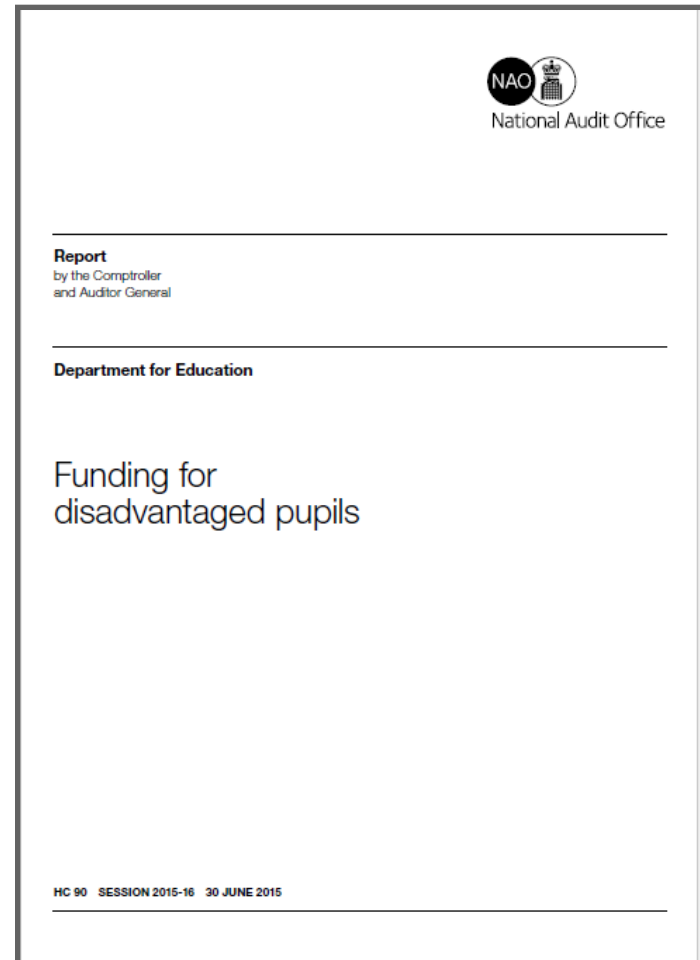 NAO
National Audit Office
Report
by the Comptroller
and Auditor General
Department for Education
Funding for
disadvantaged pupils
HC 90 SESSION 2015-16 30 JUNE 2015